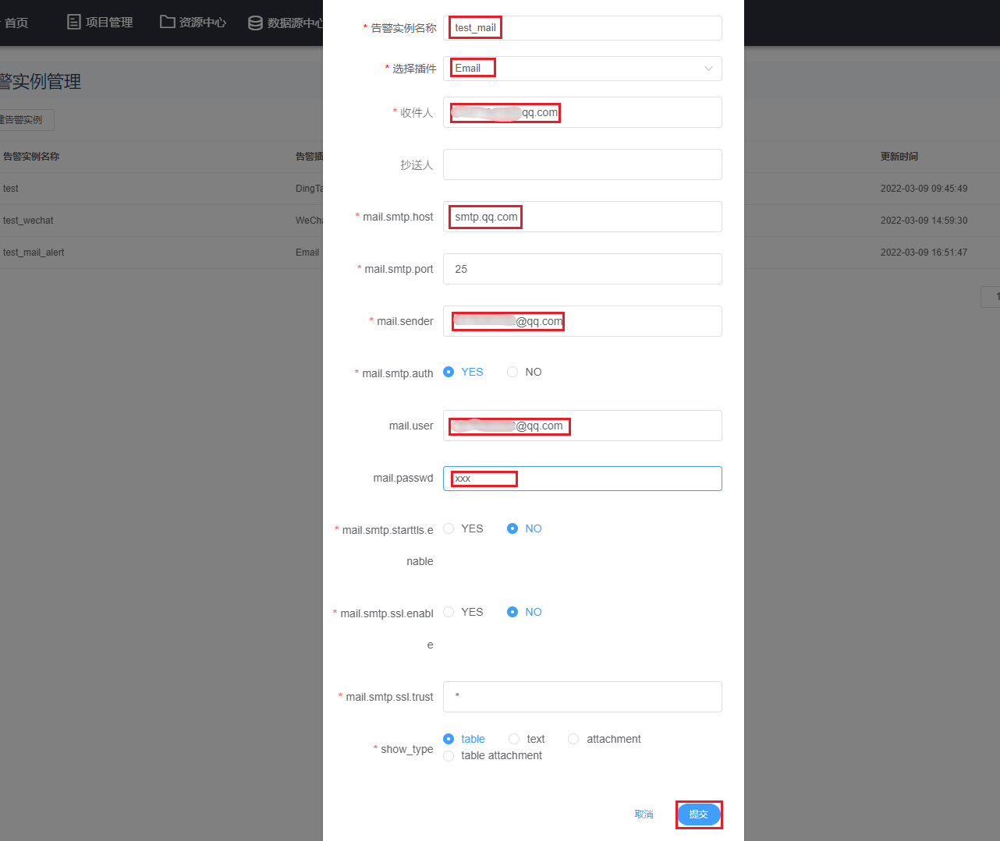 首页
项目管理
资源中心
数据源中心
警实例管理
建告警实例
告警实例名称
告警插
更新时间
test
DingTa
2022-03-09 09:45:49
test_wechat
WeCha
2022-03-09 14:59:30
test_mail_alert
Email
2022-03-09 16:51:47
1
* 告警实例名称
test_mail
* 选择插件
Email
* 收件人
qq.com
抄送人
* mail.smtp.host
smtp.qq.com
* mail.smtp.port
25
* mail.sender
@qq.com
* mail.smtp.auth
YES
NO
mail.user
@qq.com
mail.passwd
xxx
* mail.smtp.starttls.e
nable
YES
NO
* mail.smtp.ssl.enabl
e
YES
NO
* mail.smtp.ssl.trust
*
* show_type
table
text
attachment
table attachment
取消
提交